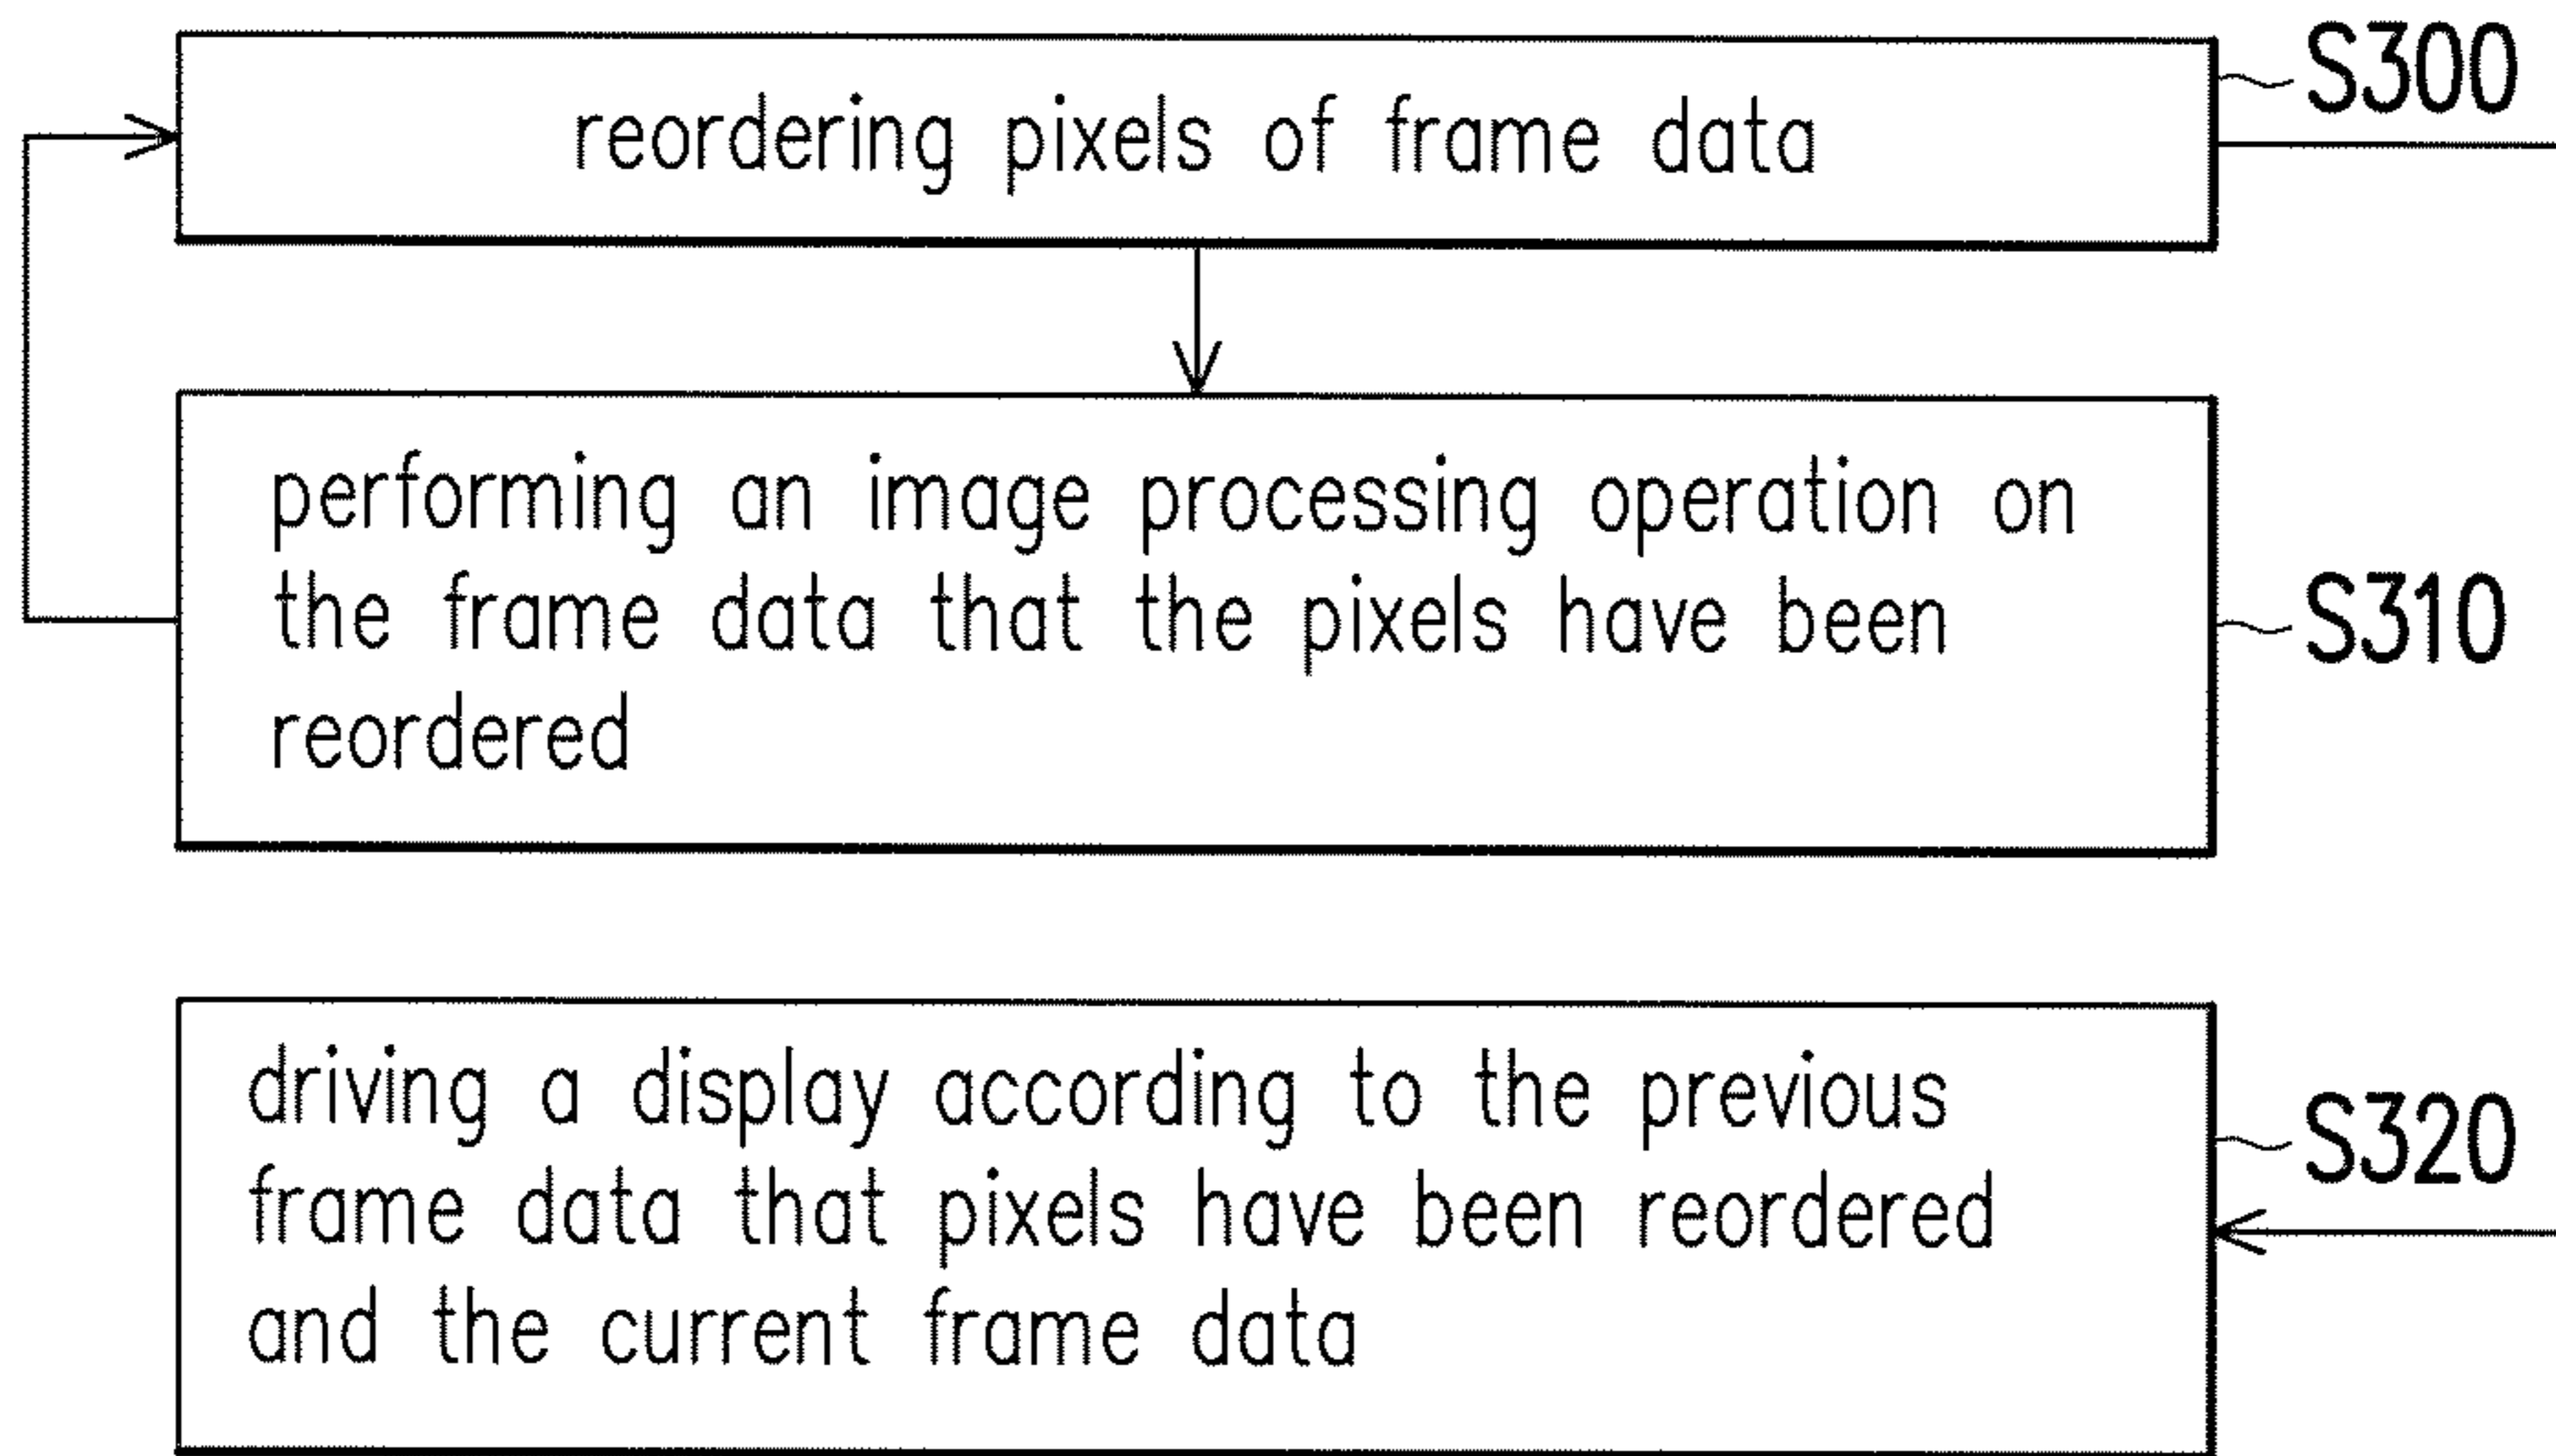 reordering pixels of frame data
S300
performing an image processing operation on
the frame data that the pixels have been
reordered
S310
driving a display according to the previous
frame data that pixels have been reordered
and the current frame data
S320